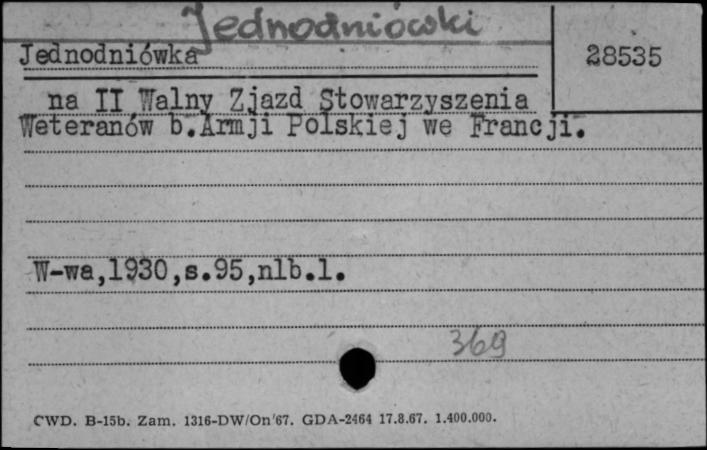 Jednodniówki
Jednodniówka
28535
na II Walny Zjazd Stowarzyszenia
Weteranów b.Armji Polskiej we Francji.
W-wa,1930,s.95,nlb.1.
369
CWD. B-15b. Zam. 1316-DW/On'67. GDA-2464 17.8.67. 1.400.000.